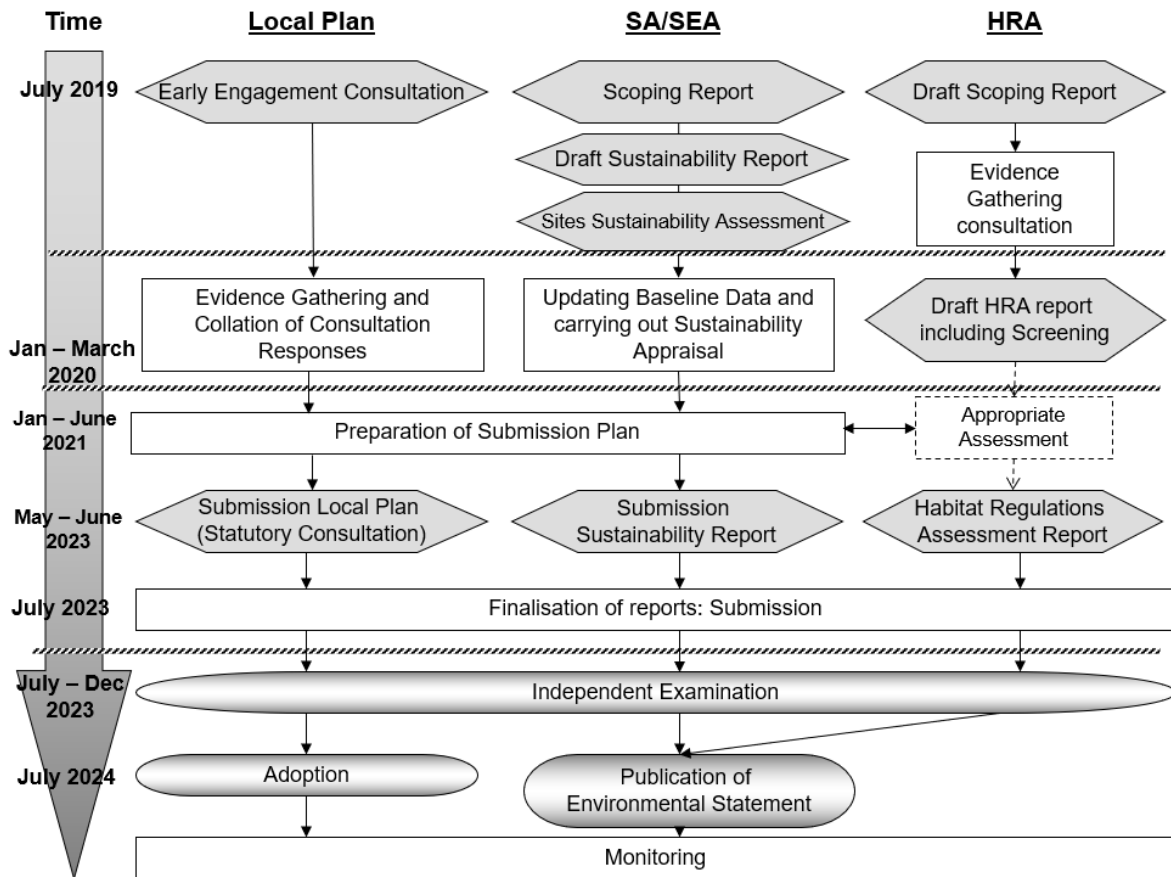 Time
Local Plan
SA/SEA
HRA
July 2019
Early Engagement Consultation
Scoping Report
Draft Scoping Report
Draft Sustainability Report
Evidence
Gathering
consultation
Sites Sustainability Assessment
Jan – March
2020
Evidence Gathering and
Collation of Consultation
Responses
Updating Baseline Data and
carrying out Sustainability
Appraisal
Draft HRA report
including Screening
Jan – June
2021
Preparation of Submission Plan
Appropriate
Assessment
May – June
2023
Submission Local Plan
(Statutory Consultation)
Submission
Sustainability Report
Habitat Regulations
Assessment Report
July 2023
Finalisation of reports: Submission
July – Dec
2023
Independent Examination
July 2024
Adoption
Publication of
Environmental Statement
Monitoring